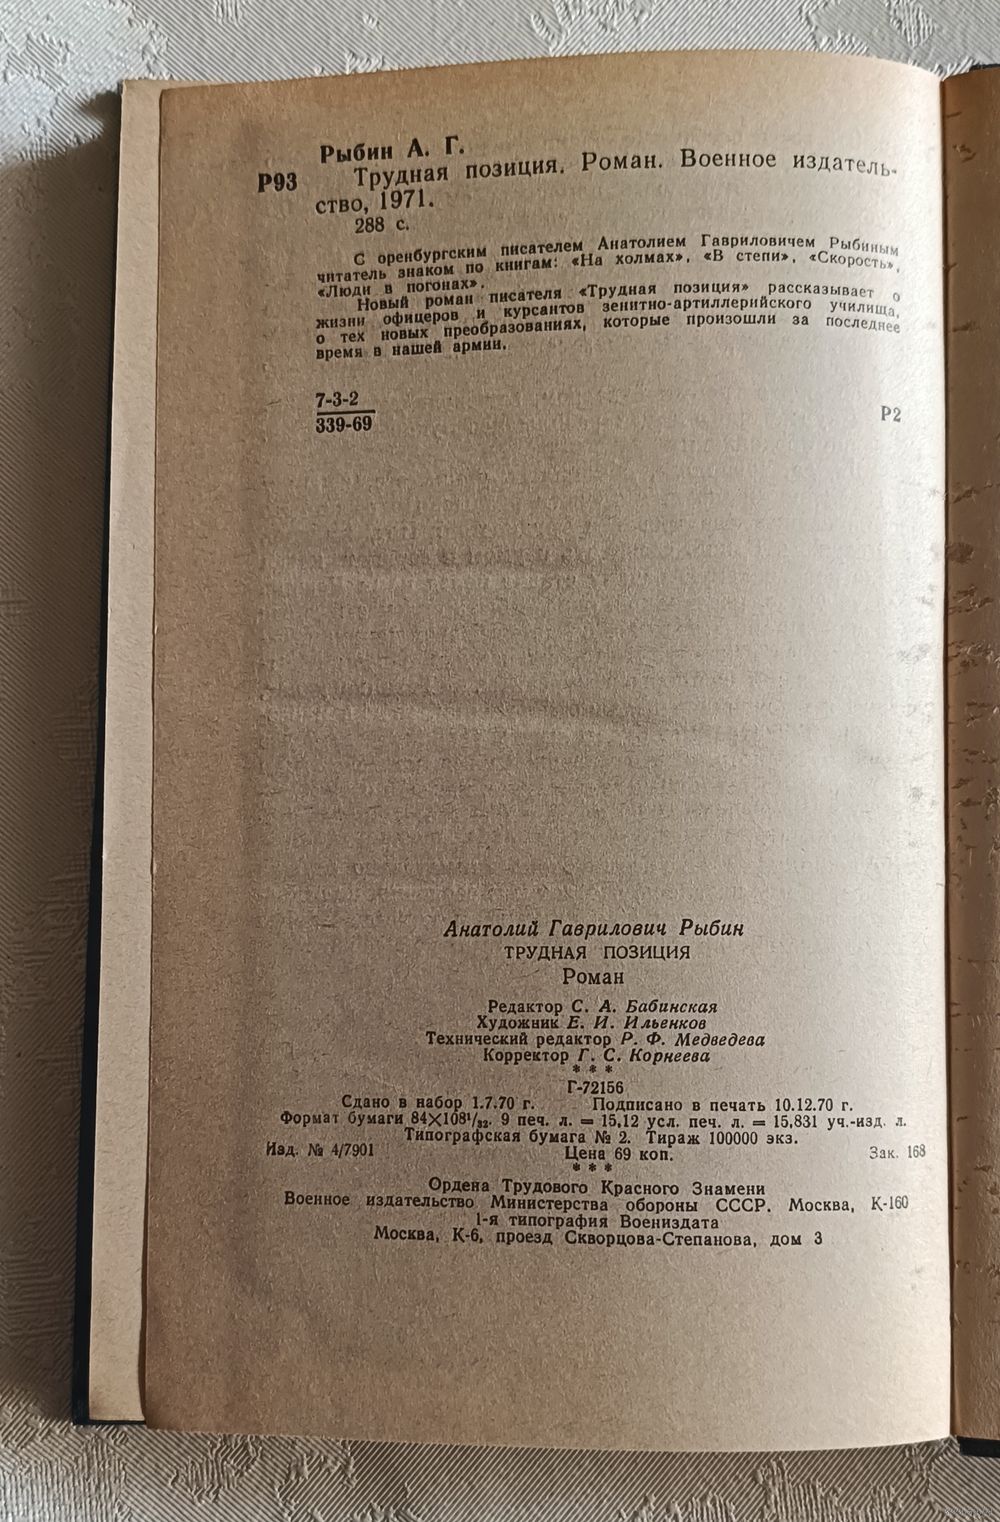 Рыбин А. Г.
Р93 Трудная позиция. Роман. Военное издатель-
ство, 1971.
288 с.
С оренбургским писателем Анатолием Гавриловичем Рыбиным
читатель знаком по книгам: «На холмах», «В степи», «Скорость»,
«Люди в погонах».
Новый роман писателя «Трудная позиция» рассказывает о
жизни офицеров и курсантов зенитно-артиллерийского училища,
о тех новых преобразованиях, которые произошли за последнее
время в нашей армии.
7-3-2
339-69
Р2
Анатолий Гаврилович Рыбин
ТРУДНАЯ ПОЗИЦИЯ
Роман
Редактор С. А. Бабинская
Художник Е. И. Ильенков
Технический редактор Р. Ф. Медведева
Корректор Г. С. Корнеева
* * *
Г-72156
Сдано в набор 1.7.70 г. Подписано в печать 10.12.70 г.
Формат бумаги 84×108¹/₃₂. 9 печ. л. = 15,12 усл. печ. л. = 15,831 уч.-изд. л.
Типографская бумага № 2. Тираж 100000 экз.
Изд. № 4/7901 Цена 69 коп. Зак. 168
* * *
Ордена Трудового Красного Знамени
Военное издательство Министерства обороны СССР. Москва, К-160
1-я типография Воениздата
Москва, К-6, проезд Скворцова-Степанова, дом 3